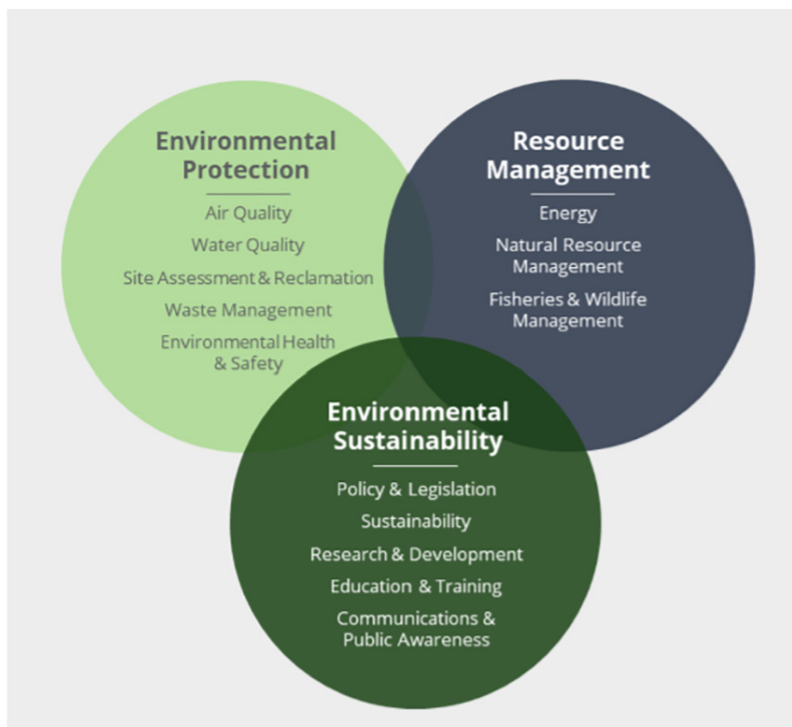 Environmental
Protection
Air Quality
Water Quality
Site Assessment & Reclamation
Waste Management
Environmental Health
& Safety
Resource
Management
Energy
Natural Resource
Management
Fisheries & Wildlife
Management
Environmental
Sustainability
Policy & Legislation
Sustainability
Research & Development
Education & Training
Communications &
Public Awareness